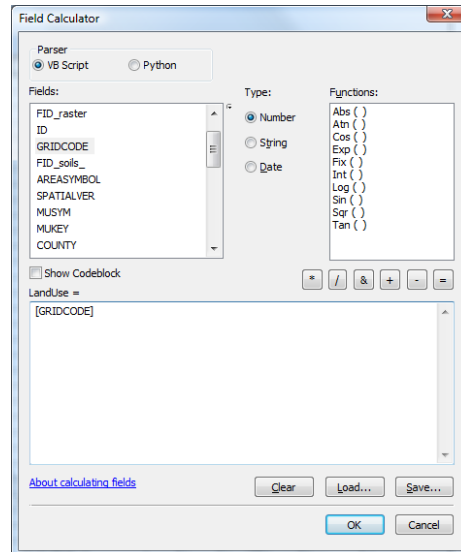 Field Calculator
Parser
VB Script Python
Fields: Type: Functions:
FID_raster
ID
GRIDCODE
FID_soils_
AREASYMBOL
SPATIALVER
MUSYM
MUKEY
COUNTY
Number
String
Date
Abs ( )
Atn ( )
Cos ( )
Exp ( )
Fix ( )
Int ( )
Log ( )
Sin ( )
Sqr ( )
Tan ( )
Show Codeblock
* / & + - =
LandUse =
[GRIDCODE]
About calculating fields Clear Load... Save...
OK Cancel